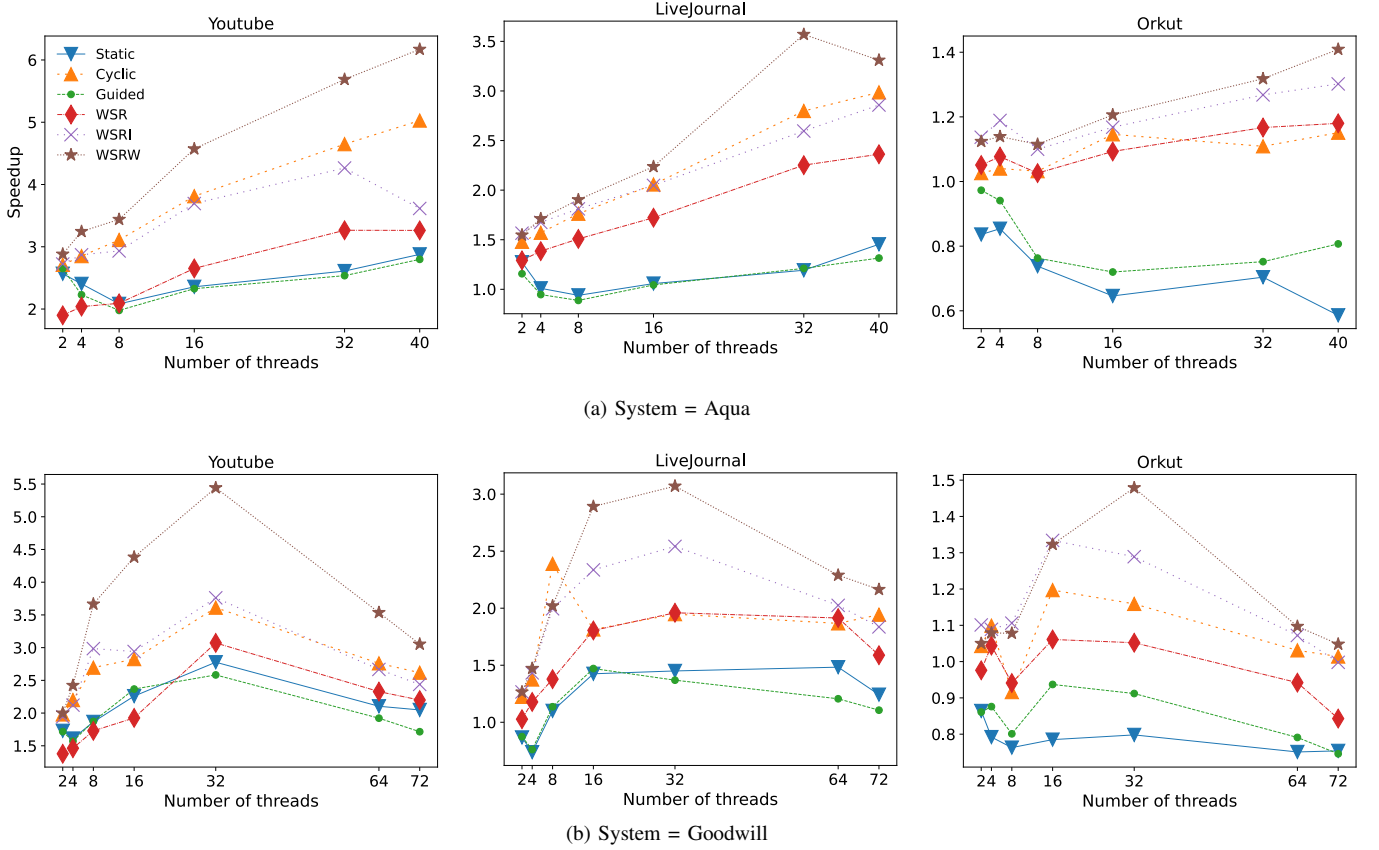 Youtube
LiveJournal
Orkut
Static
Cyclic
Guided
WSR
WSRI
WSRW
Speedup
6
5
4
3
2
2 4 8 16 32 40
Number of threads
3.5
3.0
2.5
2.0
1.5
1.0
2 4 8 16 32 40
Number of threads
1.4
1.2
1.0
0.8
0.6
2 4 8 16 32 40
Number of threads
(a) System = Aqua
Youtube
LiveJournal
Orkut
5.5
5.0
4.5
4.0
3.5
3.0
2.5
2.0
1.5
2 4 8 16 32 64 72
Number of threads
3.0
2.5
2.0
1.5
1.0
2 4 8 16 32 64 72
Number of threads
1.5
1.4
1.3
1.2
1.1
1.0
0.9
0.8
2 4 8 16 32 64 72
Number of threads
(b) System = Goodwill